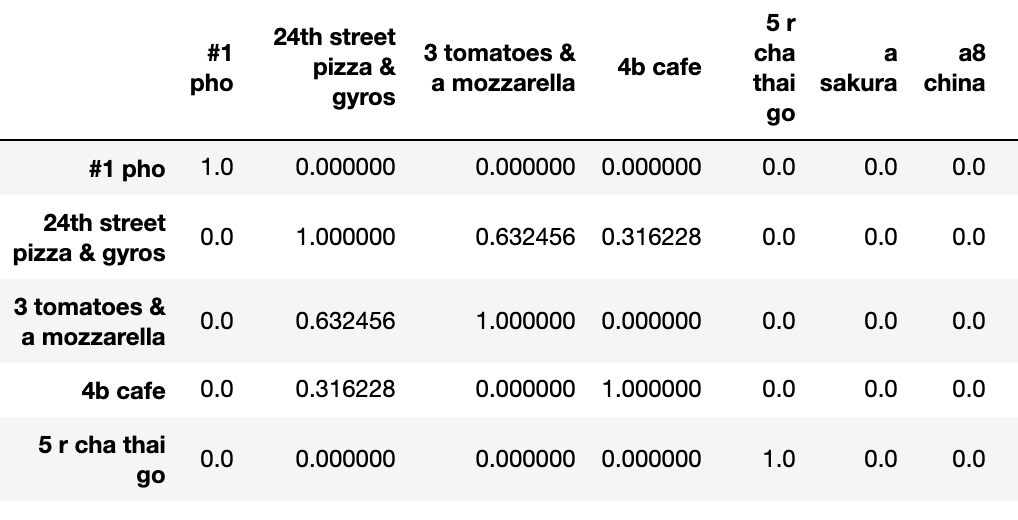 #1 pho 24th street pizza & gyros 3 tomatoes & a mozzarella 4b cafe 5 r cha thai go a sakura a8 china
#1 pho 1.0 0.000000 0.000000 0.000000 0.0 0.0 0.0
24th street pizza & gyros 0.0 1.000000 0.632456 0.316228 0.0 0.0 0.0
3 tomatoes & a mozzarella 0.0 0.632456 1.000000 0.000000 0.0 0.0 0.0
4b cafe 0.0 0.316228 0.000000 1.000000 0.0 0.0 0.0
5 r cha thai go 0.0 0.000000 0.000000 0.000000 1.0 0.0 0.0